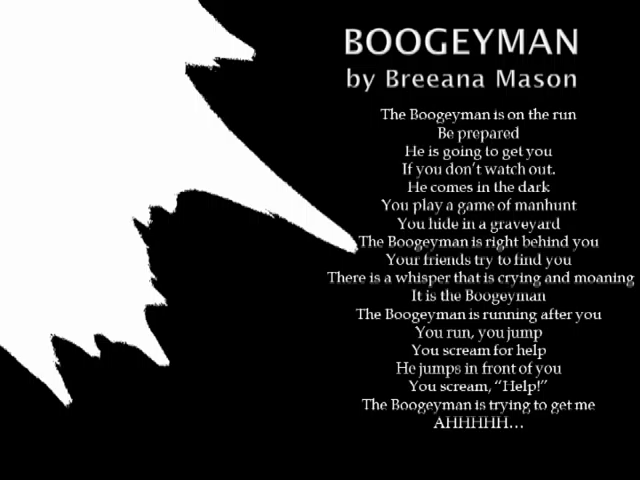 BOOGEYMAN
by Breeana Mason
The Boogeyman is on the run
Be prepared
He is going to get you
If you don't watch out.
He comes in the dark
You play a game of manhunt
You hide in a graveyard
The Boogeyman is right behind you
Your friends try to find you
There is a whisper that is crying and moaning
It is the Boogeyman
The Boogeyman is running after you
You run, you jump
You scream for help
He jumps in front of you
You scream, “Help!”
The Boogeyman is trying to get me
AHHHHH…